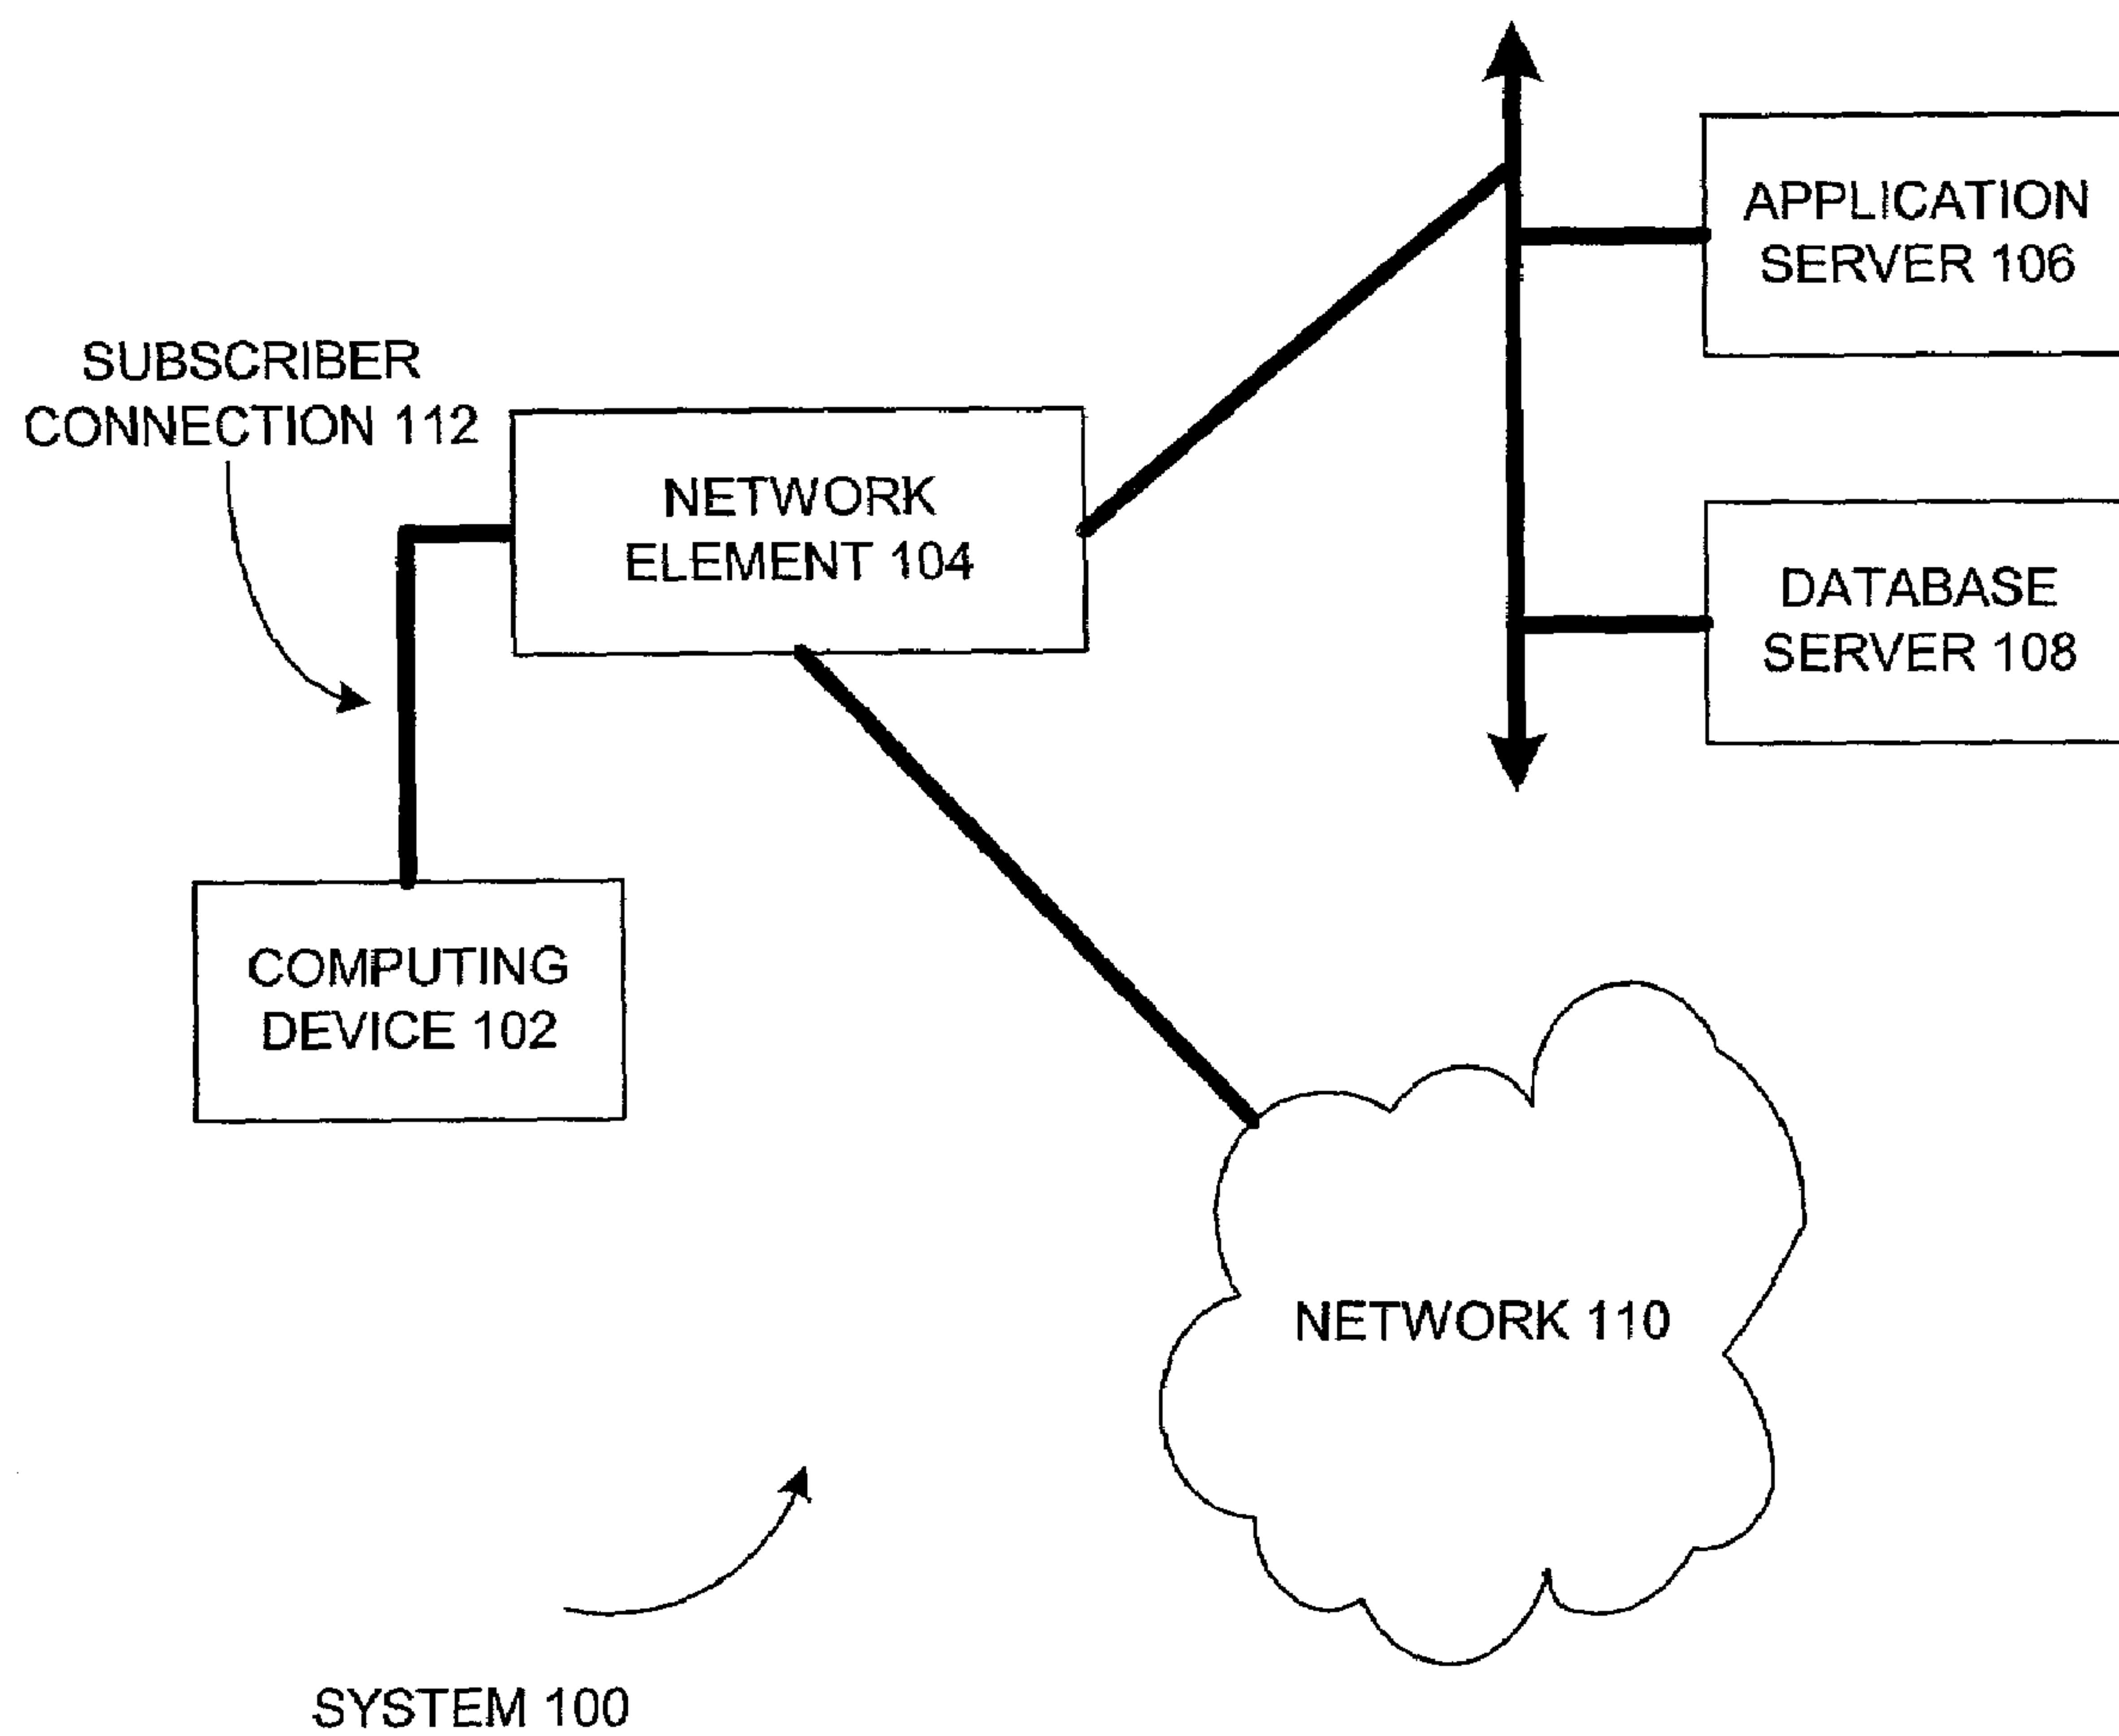 APPLICATION
SERVER 106
SUBSCRIBER
CONNECTION 112
NETWORK
ELEMENT 104
DATABASE
SERVER 108
COMPUTING
DEVICE 102
NETWORK 110
SYSTEM 100